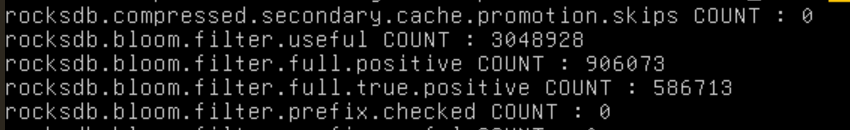 rocksdb.compressed.secondary.cache.promotion.skips COUNT : 0
rocksdb.bloom.filter.useful COUNT : 3048928
rocksdb.bloom.filter.full.positive COUNT : 906073
rocksdb.bloom.filter.full.true.positive COUNT : 586713
rocksdb.bloom.filter.prefix.checked COUNT : 0